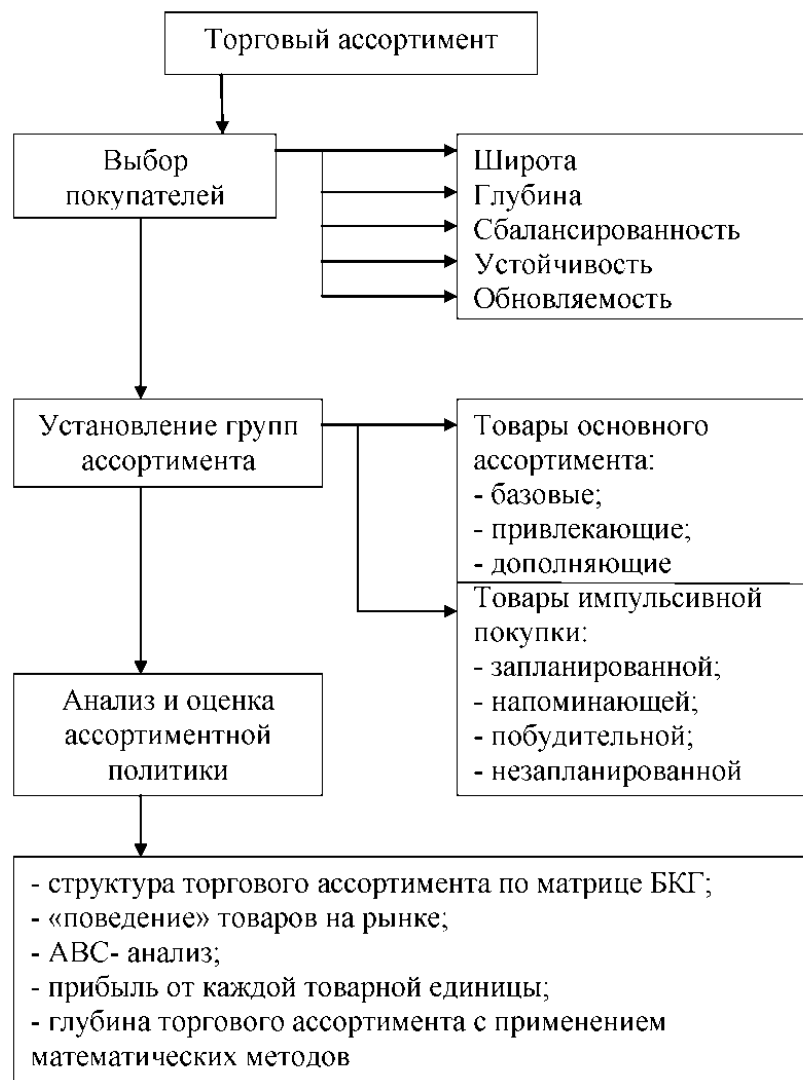 Торговый ассортимент
Выбор
покупателей
Широта
Глубина
Сбалансированность
Устойчивость
Обновляемость
Установление групп
ассортимента
Товары основного
ассортимента:
- базовые;
- привлекающие;
- дополняющие
Товары импульсивной
покупки:
- запланированной;
- напоминающей;
- побудительной;
- незапланированной
Анализ и оценка
ассортиментной
политики
- структура торгового ассортимента по матрице БКГ;
- «поведение» товаров на рынке;
- АВС- анализ;
- прибыль от каждой товарной единицы;
- глубина торгового ассортимента с применением
математических методов